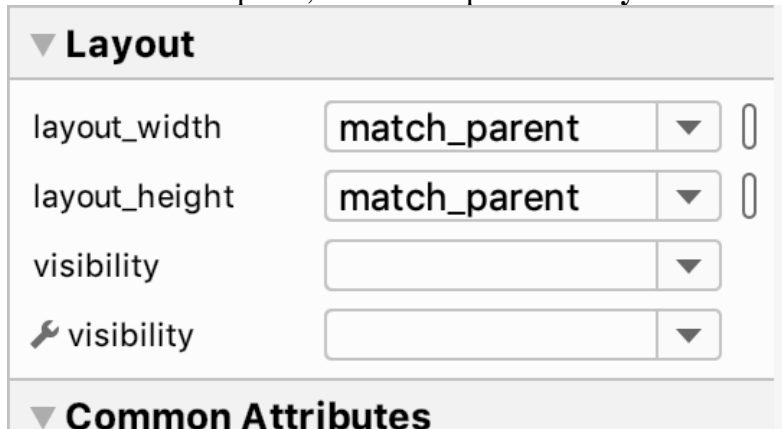 Layout
layout_width match_parent
layout_height match_parent
visibility
visibility
Common Attributes